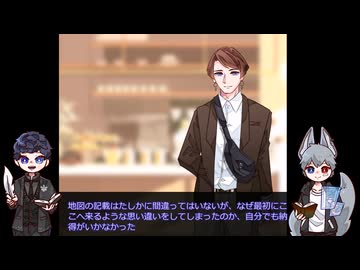 地図の記載はたしかに間違ってはいないが、なぜ最初にこ
こへ来るような思い違いをしてしまったのか、自分でも納
得がいかなかった